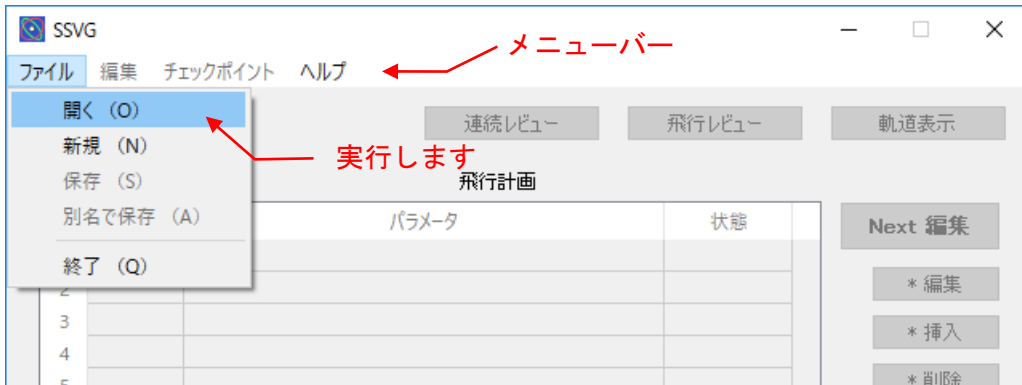 SSVG
メニューバー
ファイル 編集 チェックポイント ヘルプ
開く (O)
新規 (N)
保存 (S)
別名で保存 (A)
終了 (Q)
実行します
連続レビュー 飛行レビュー 軌道表示
飛行計画
パラメータ 状態
Next 編集
2
* 編集
3
* 挿入
4
5
* 削除